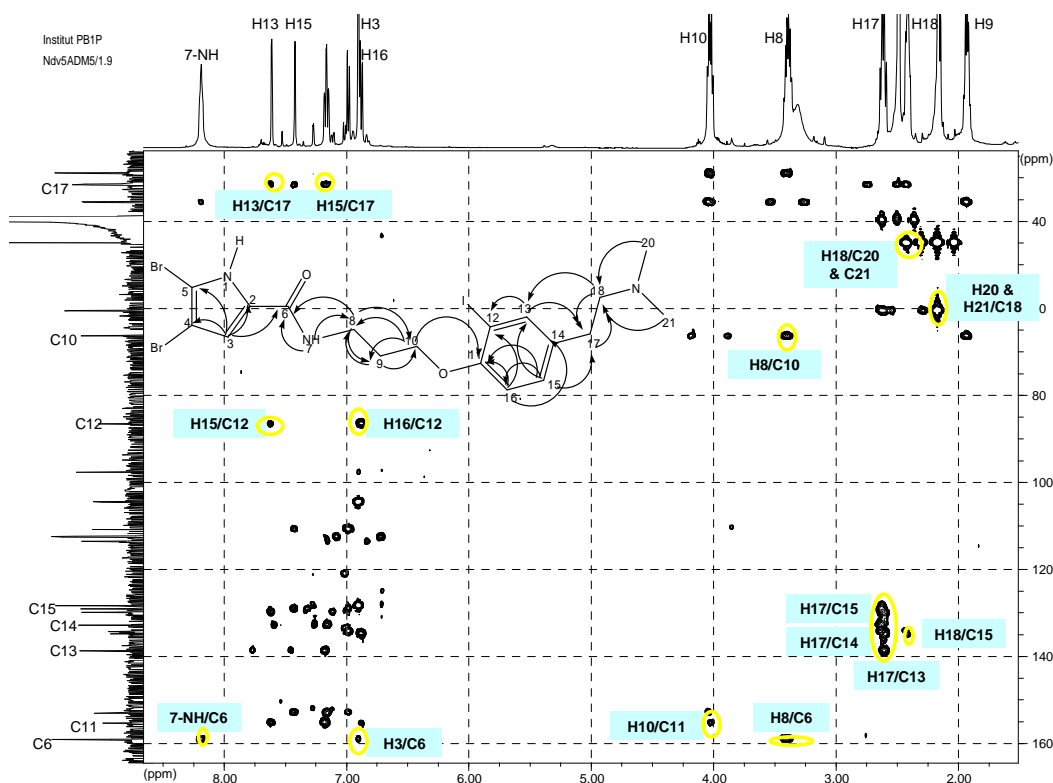 Institut PB1P
Ndv5ADM5/1.9
7-NH
H13
H15
H3
H16
H10
H8
H17
H18
H9
(ppm)
(ppm)
C17
C10
C12
C15
C14
C13
C11
C6
40
0
80
100
120
140
160
8.00
7.00
6.00
5.00
4.00
3.00
2.00
(ppm)
H13/C17
H15/C17
H18/C20
& C21
H20 &
H21/C18
H8/C10
H15/C12
H16/C12
H17/C15
H17/C14
H18/C15
H17/C13
7-NH/C6
H3/C6
H10/C11
H8/C6
H
Br
N
1
5
2
4
3
Br
O
6
8
NH
7
9
10
O
I
12
13
14
1
15
16
17
18
N
20
21